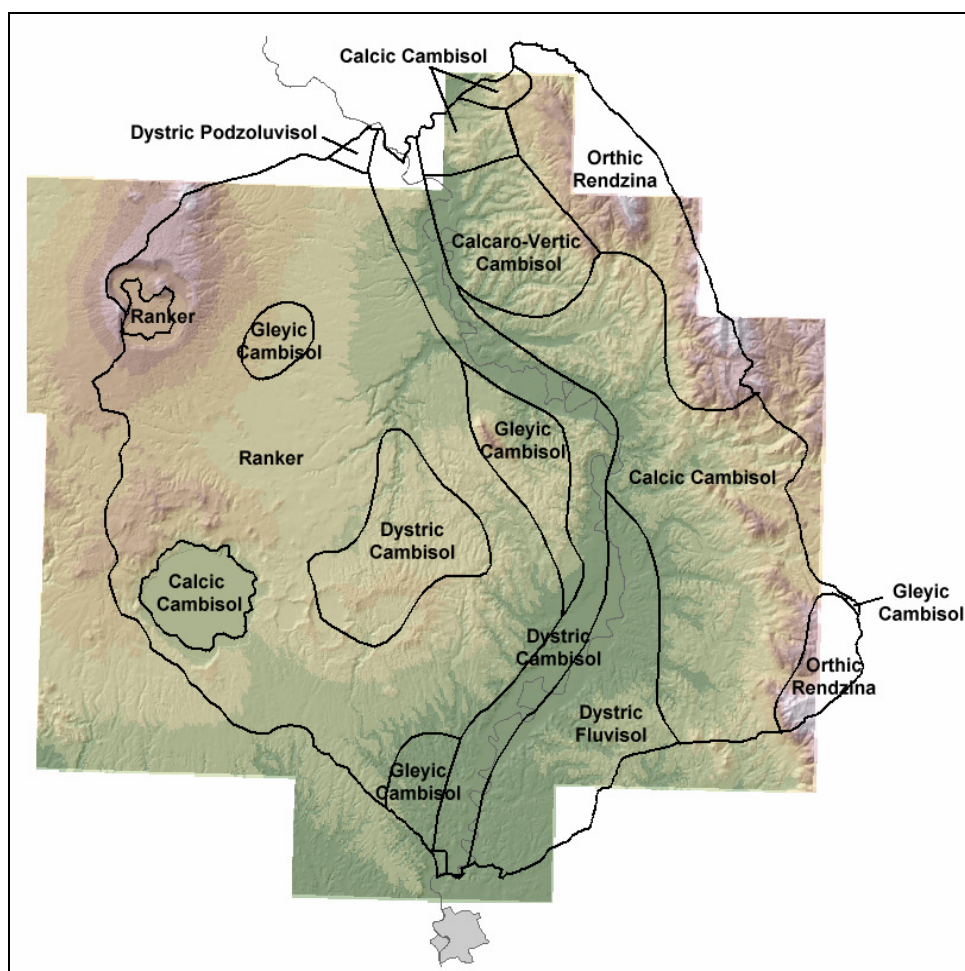 Calcic Cambisol
Dystric Podzoluvisol
Orthic
Rendzina
Calcaro-Vertic
Cambisol
Ranker
Gleyic
Cambisol
Gleyic
Cambisol
Ranker
Calcic Cambisol
Dystric
Cambisol
Calcic
Cambisol
Gleyic
Cambisol
Dystric
Cambisol
Orthic
Rendzina
Dystric
Fluvisol
Gleyic
Cambisol